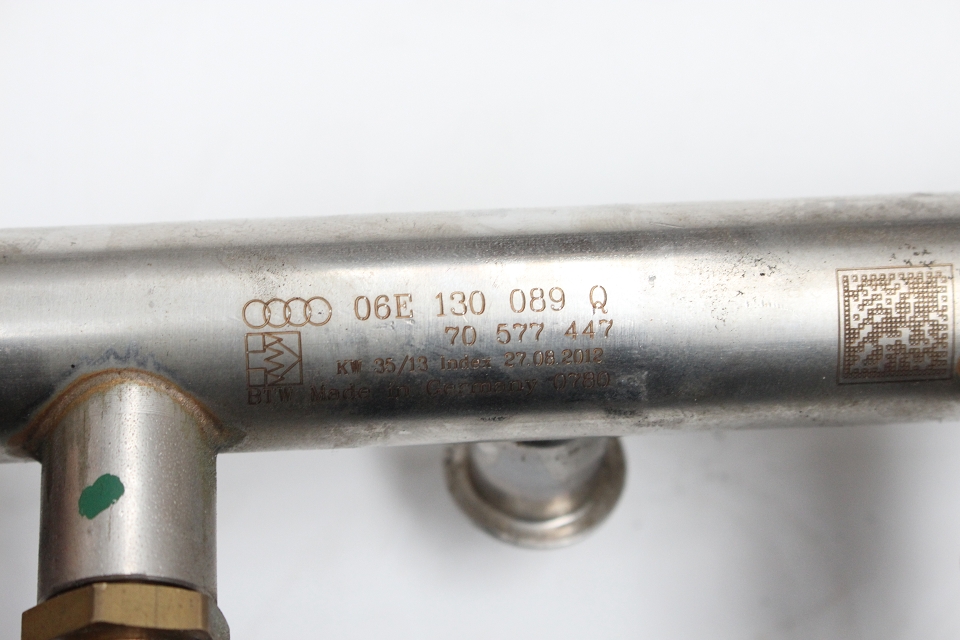 06E 130 089 Q
70 577 447
KW 35/13 Index 27.08.2012
BTW Made in Germany 0780